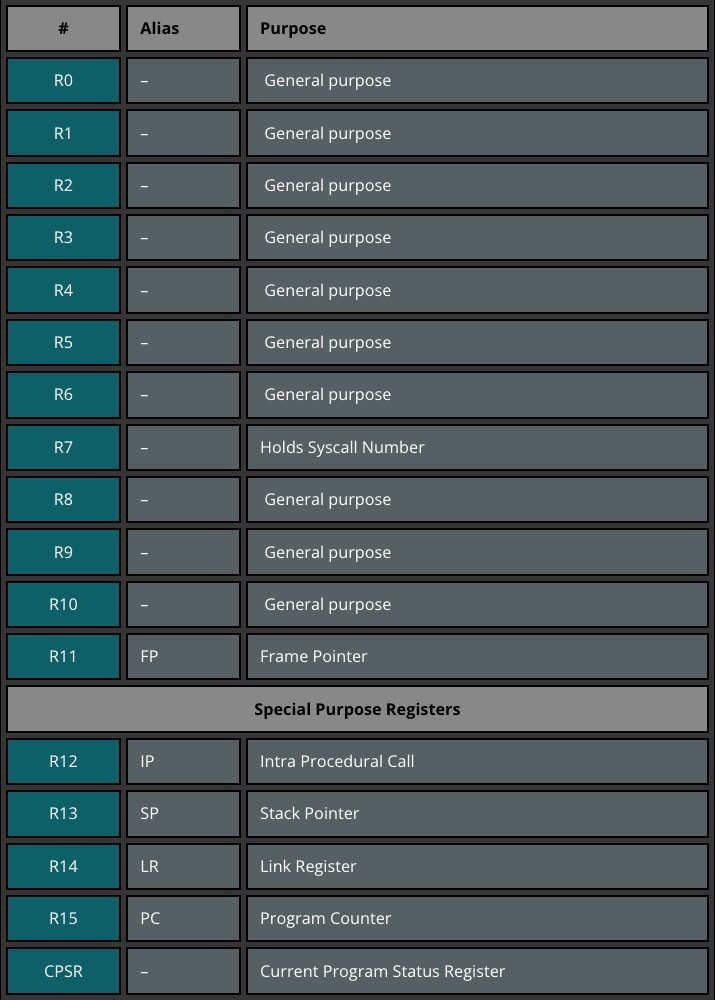 # Alias Purpose
R0 – General purpose
R1 – General purpose
R2 – General purpose
R3 – General purpose
R4 – General purpose
R5 – General purpose
R6 – General purpose
R7 – Holds Syscall Number
R8 – General purpose
R9 – General purpose
R10 – General purpose
R11 FP Frame Pointer
Special Purpose Registers
R12 IP Intra Procedural Call
R13 SP Stack Pointer
R14 LR Link Register
R15 PC Program Counter
CPSR – Current Program Status Register